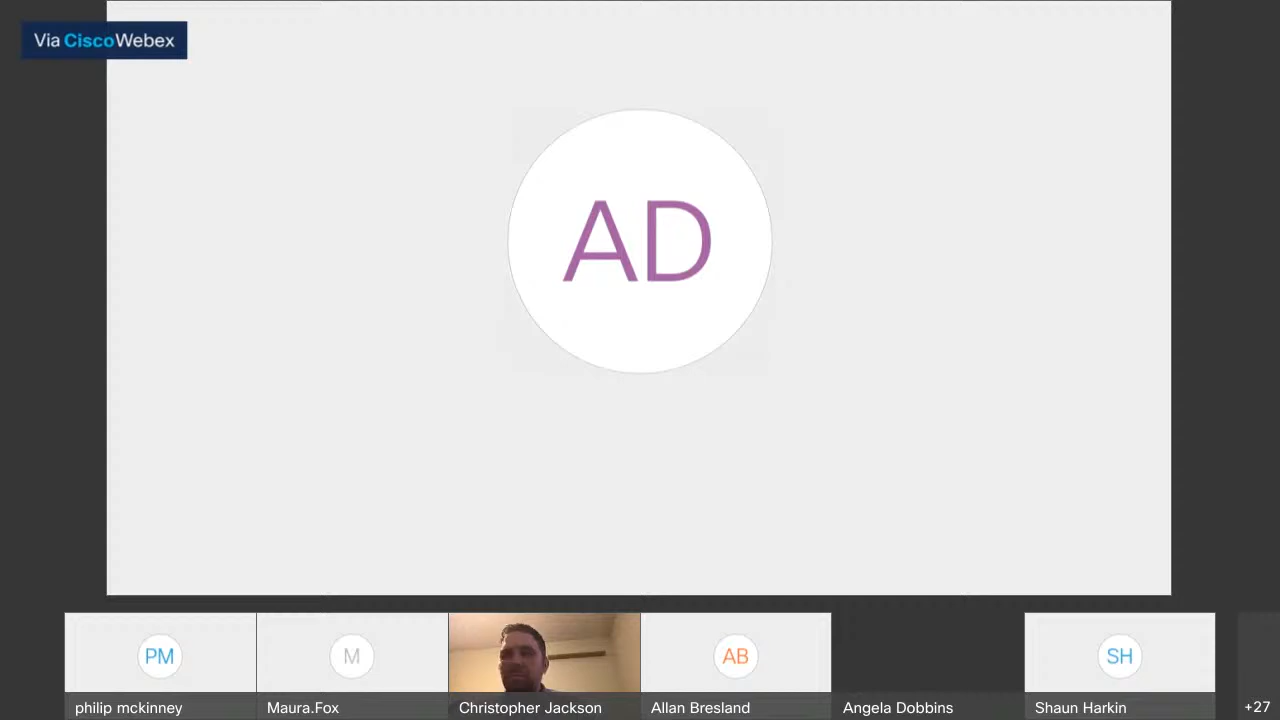 Via CiscoWebex
AD
PM
M
AB
SH
philip mckinney
Maura.Fox
Christopher Jackson
Allan Bresland
Angela Dobbins
Shaun Harkin
+27